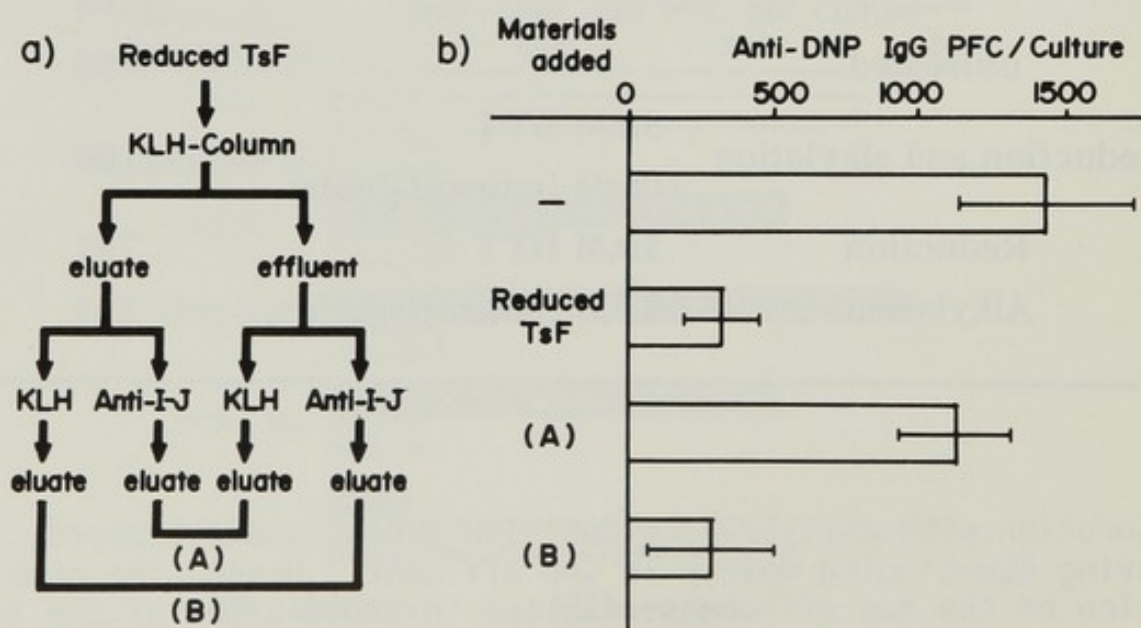 a)
Reduced TsF
KLH-Column
eluate effluent
KLH Anti-I-J KLH Anti-I-J
eluate eluate eluate eluate
(A)
(B)
b)
Materials added
Anti-DNP IgG PFC/Culture
0 500 1000 1500
—
Reduced TsF
(A)
(B)